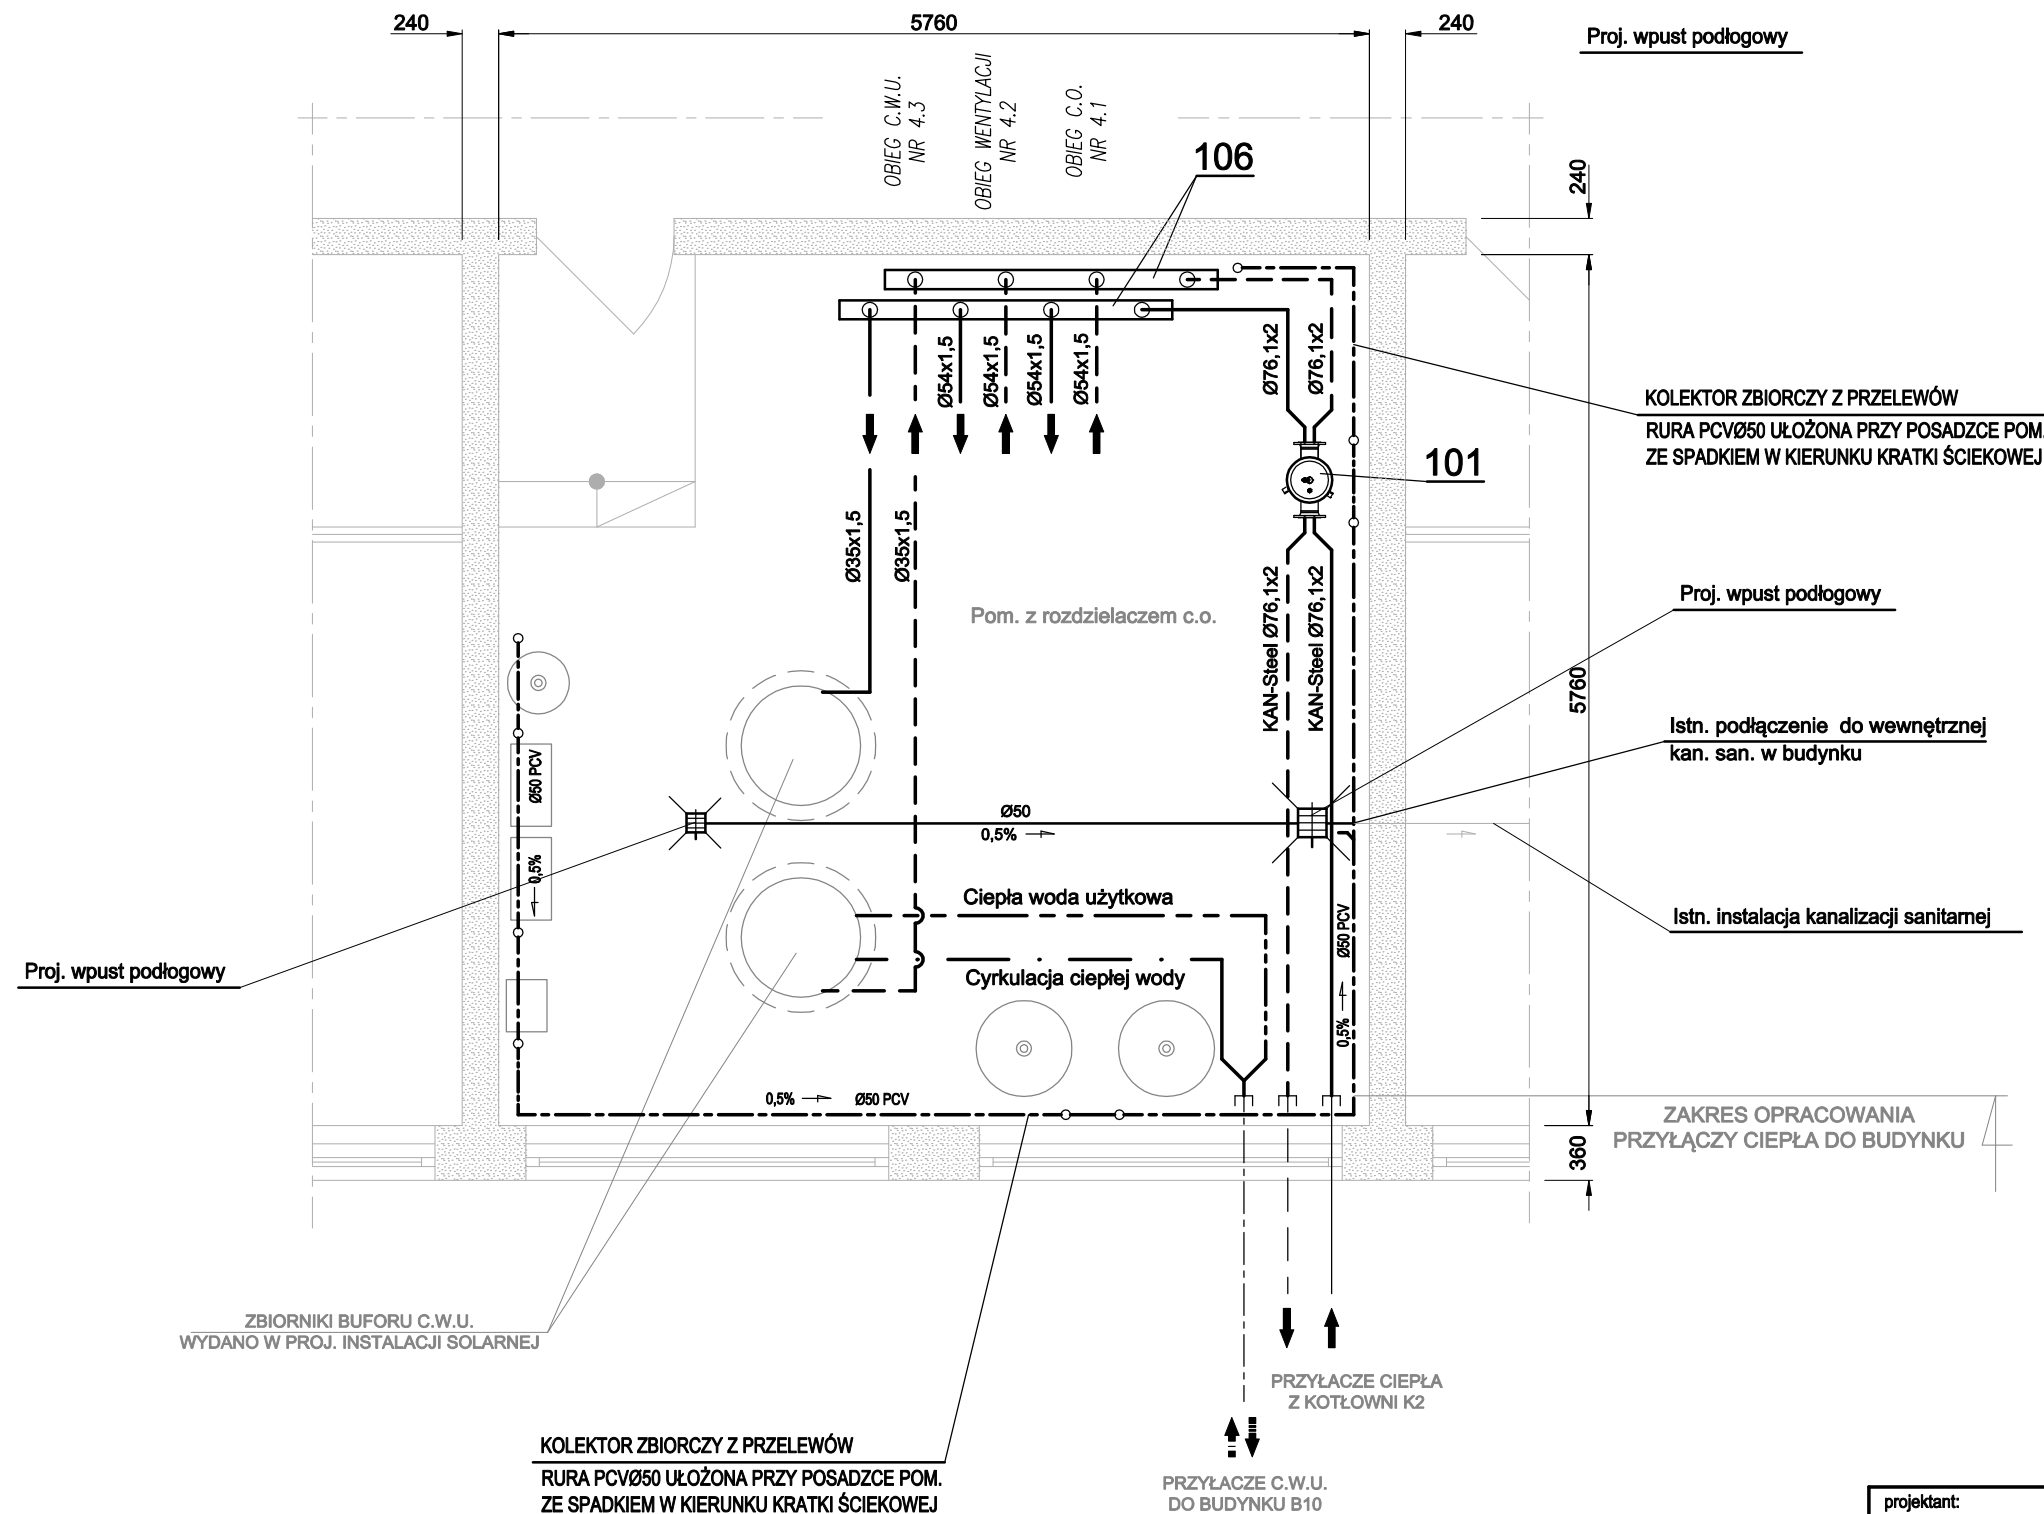 240
5760
240
Proj. wpust podłogowy
OBIEG C.W.U.
NR 4.3
OBIEG WENTYLACJI
NR 4.2
OBIEG C.O.
NR 4.1
106
240
Ø54x1,5
Ø54x1,5
Ø54x1,5
Ø54x1,5
Ø76,1x2
Ø76,1x2
KOLEKTOR ZBIORCZY Z PRZELEWÓW
RURA PCVØ50 UŁOŻONA PRZY POSADZCE POM.
ZE SPADKIEM W KIERUNKU KRATKI ŚCIEKOWEJ
101
Ø35x1,5
Ø35x1,5
Pom. z rozdzielaczem c.o.
KAN-Steel Ø76,1x2
KAN-Steel Ø76,1x2
Proj. wpust podłogowy
5760
Istn. podłączenie do wewnętrznej
kan. san. w budynku
Ø50 PCV
Ø50
0,5%
0,5%
Ciepła woda użytkowa
Istn. instalacja kanalizacji sanitarnej
Ø50 PCV
0,5%
Proj. wpust podłogowy
Cyrkulacja ciepłej wody
0,5%
Ø50 PCV
ZAKRES OPRACOWANIA
PRZYŁĄCZY CIEPŁA DO BUDYNKU
360
ZBIORNIKI BUFORU C.W.U.
WYDANO W PROJ. INSTALACJI SOLARNEJ
PRZYŁACZE CIEPŁA
Z KOTŁOWNI K2
KOLEKTOR ZBIORCZY Z PRZELEWÓW
RURA PCVØ50 UŁOŻONA PRZY POSADZCE POM.
ZE SPADKIEM W KIERUNKU KRATKI ŚCIEKOWEJ
PRZYŁACZE C.W.U.
DO BUDYNKU B10
projektant: